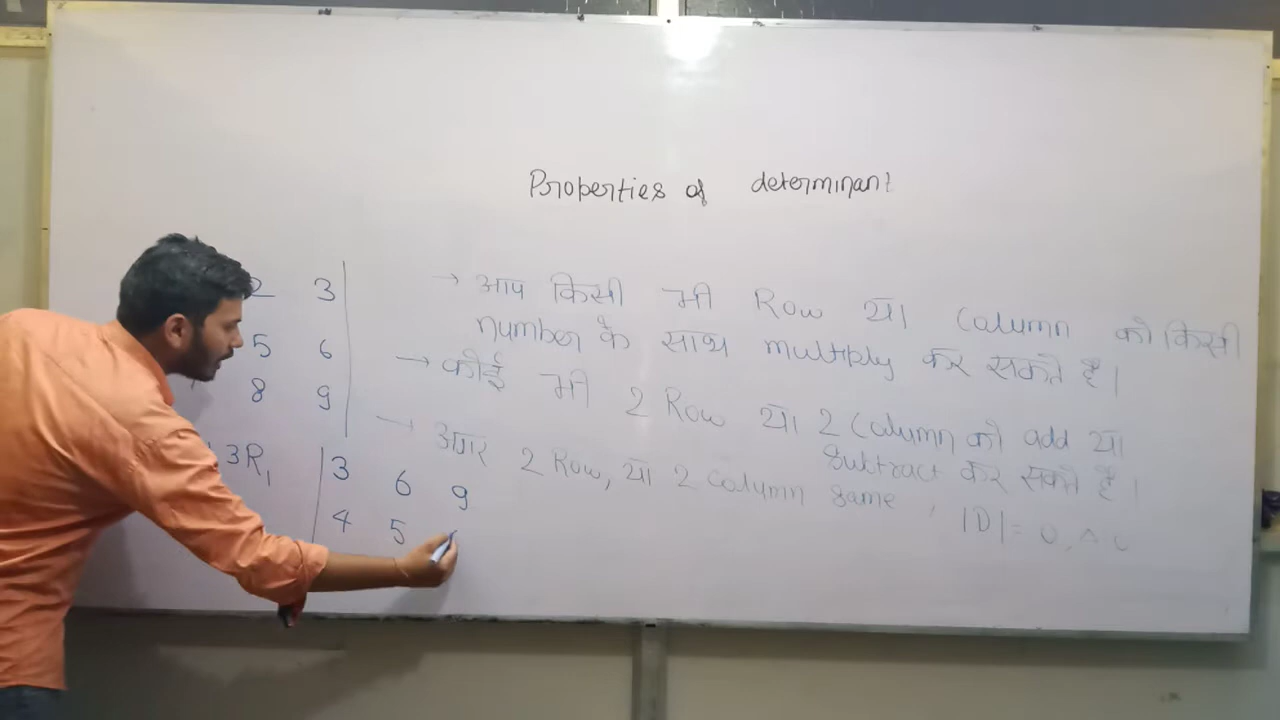 Properties of determinant
2 3
5 6
8 9
3R₁
3 6 9
4 5
→ आप किसी भी Row या Column को किसी
number के साथ multiply कर सकते है।
→ कोई भी 2 Row या 2 Column को add या
subtract कर सकते है।
→ अगर 2 Row, या 2 column same, |D| = 0, Δ